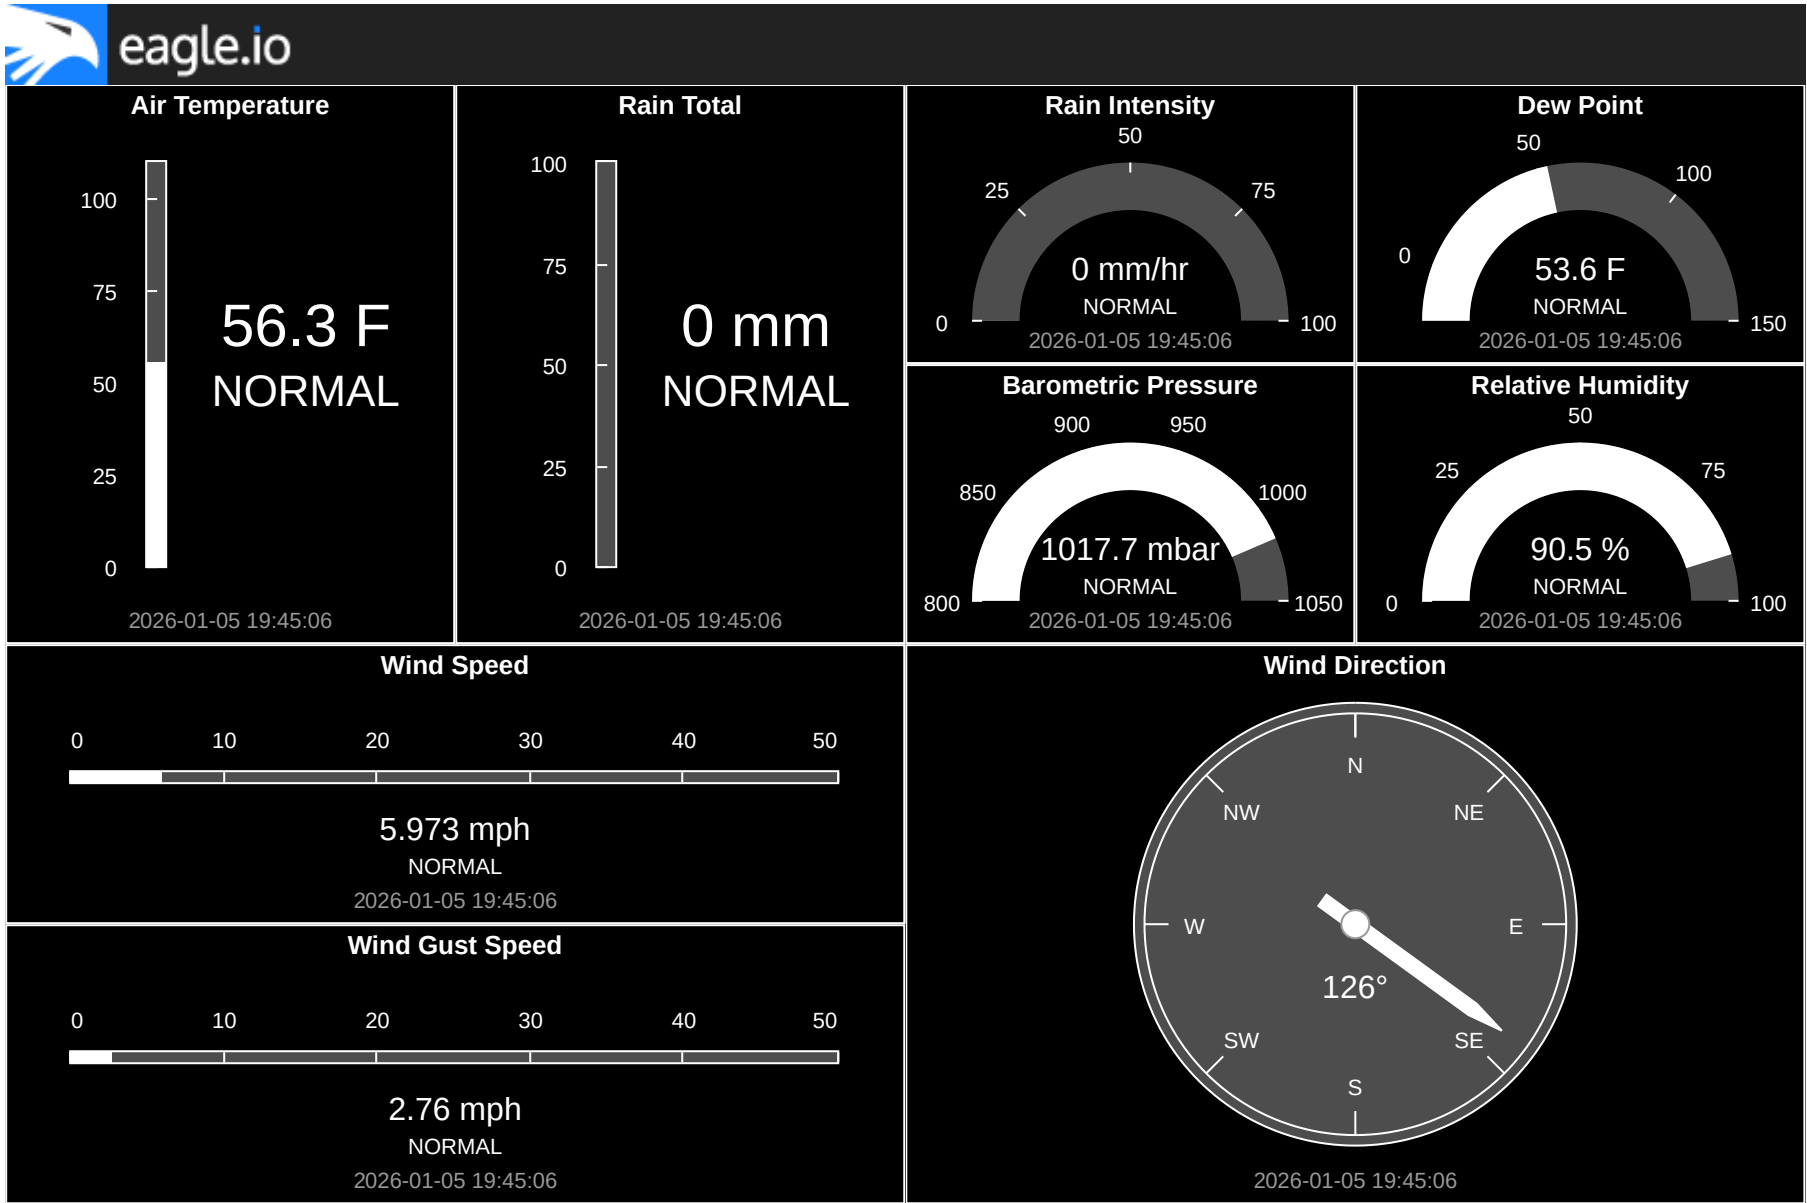 eagle.io
Air Temperature
100
75
50
25
0
56.3 F
NORMAL
2026-01-05 19:45:06
Rain Total
100
75
50
25
0
0 mm
NORMAL
2026-01-05 19:45:06
Rain Intensity
0
25
50
75
100
0 mm/hr
NORMAL
2026-01-05 19:45:06
Dew Point
0
50
100
150
53.6 F
NORMAL
2026-01-05 19:45:06
Barometric Pressure
800
850
900
950
1000
1050
1017.7 mbar
NORMAL
2026-01-05 19:45:06
Relative Humidity
0
25
50
75
100
90.5 %
NORMAL
2026-01-05 19:45:06
Wind Speed
0 10 20 30 40 50
5.973 mph
NORMAL
2026-01-05 19:45:06
Wind Gust Speed
0 10 20 30 40 50
2.76 mph
NORMAL
2026-01-05 19:45:06
Wind Direction
N
NW NE
W E
126°
SW SE
S
2026-01-05 19:45:06